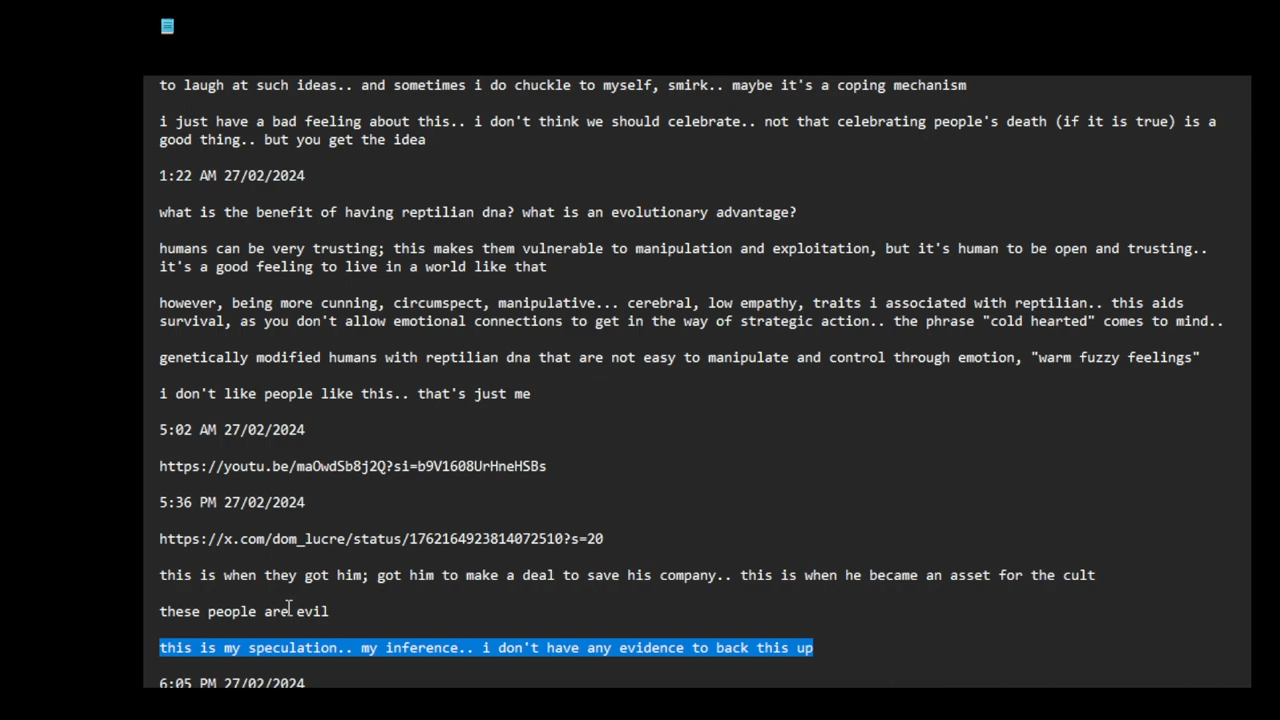 to laugh at such ideas.. and sometimes i do chuckle to myself, smirk.. maybe it's a coping mechanism
i just have a bad feeling about this.. i don't think we should celebrate.. not that celebrating people's death (if it is true) is a
good thing.. but you get the idea
1:22 AM 27/02/2024
what is the benefit of having reptilian dna? what is an evolutionary advantage?
humans can be very trusting; this makes them vulnerable to manipulation and exploitation, but it's human to be open and trusting..
it's a good feeling to live in a world like that
however, being more cunning, circumspect, manipulative... cerebral, low empathy, traits i associated with reptilian.. this aids
survival, as you don't allow emotional connections to get in the way of strategic action.. the phrase "cold hearted" comes to mind..
genetically modified humans with reptilian dna that are not easy to manipulate and control through emotion, "warm fuzzy feelings"
i don't like people like this.. that's just me
5:02 AM 27/02/2024
https://youtu.be/maOwdSb8j2Q?si=b9V1608UrHneHSBs
5:36 PM 27/02/2024
https://x.com/dom_lucre/status/1762164923814072510?s=20
this is when they got him; got him to make a deal to save his company.. this is when he became an asset for the cult
these people are evil
this is my speculation.. my inference.. i don't have any evidence to back this up
6:05 PM 27/02/2024